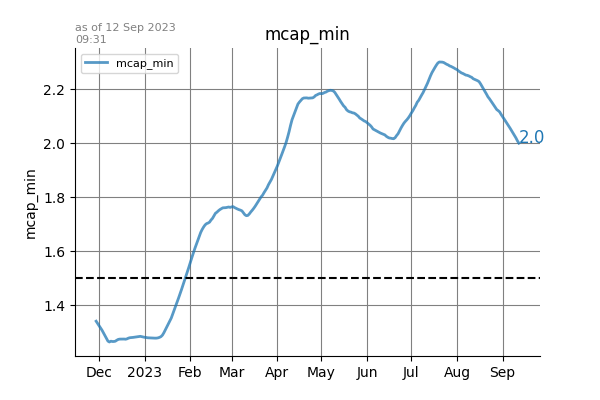 as of 12 Sep 2023
09:31
mcap_min
mcap_min
2.2
2.0
1.8
1.6
1.4
mcap_min
2.0
Dec 2023 Feb Mar Apr May Jun Jul Aug Sep